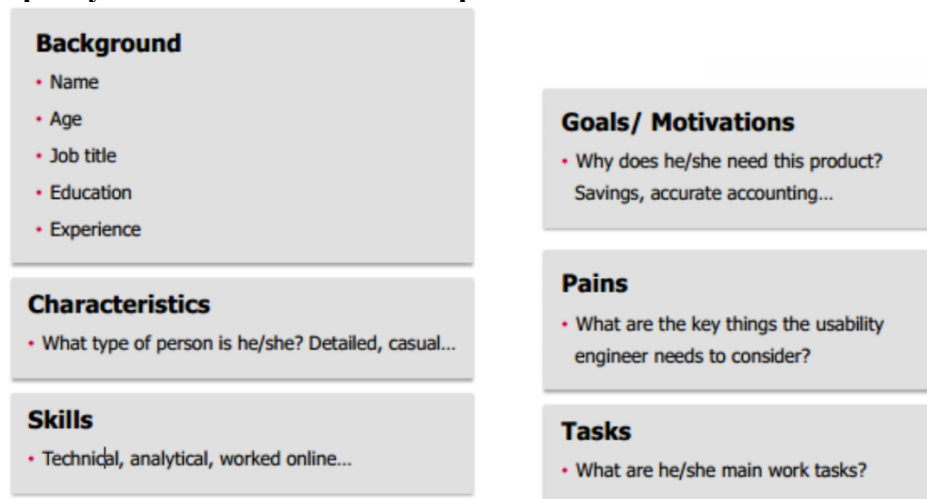 Background
• Name
• Age
• Job title
• Education
• Experience
Characteristics
• What type of person is he/she? Detailed, casual...
Skills
• Technical, analytical, worked online...
Goals/ Motivations
• Why does he/she need this product?
Savings, accurate accounting...
Pains
• What are the key things the usability
engineer needs to consider?
Tasks
• What are he/she main work tasks?